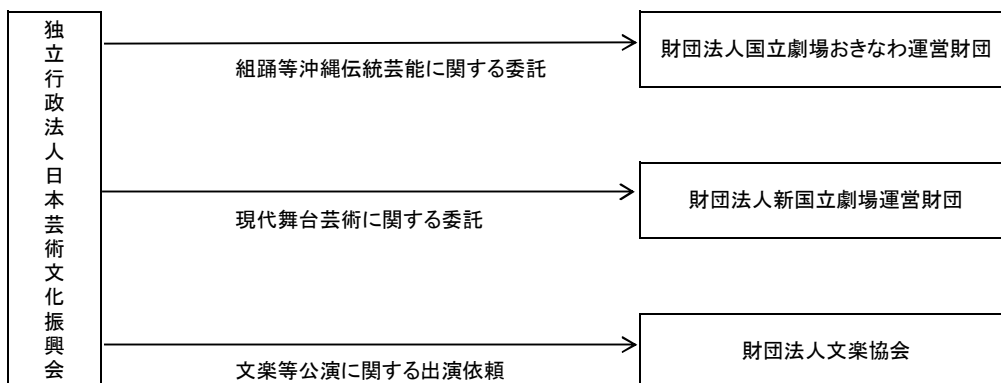 独立行政法人日本芸術文化振興会
組踊等沖縄伝統芸能に関する委託
財団法人国立劇場おきなわ運営財団
現代舞台芸術に関する委託
財団法人新国立劇場運営財団
文楽等公演に関する出演依頼
財団法人文楽協会